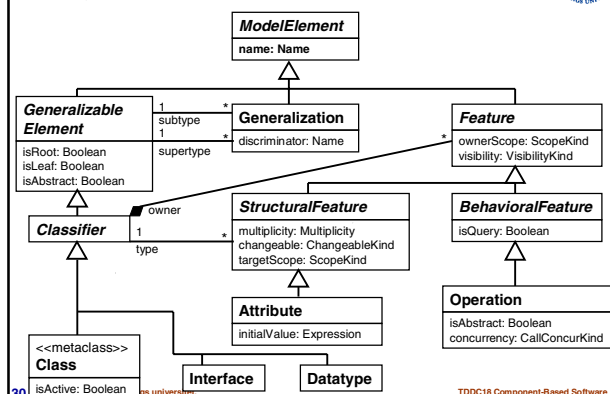 ModelElement
name: Name
Generalizable
Element
isRoot: Boolean
isLeaf: Boolean
isAbstract: Boolean
1
*
subtype
1
*
supertype
Generalization
discriminator: Name
Feature
ownerScope: ScopeKind
visibility: VisibilityKind
*
owner
Classifier
1
*
type
StructuralFeature
multiplicity: Multiplicity
changeable: ChangeableKind
targetScope: ScopeKind
BehavioralFeature
isQuery: Boolean
Attribute
initialValue: Expression
Operation
isAbstract: Boolean
concurrency: CallConcurKind
<<metaclass>>
Class
isActive: Boolean
Interface
Datatype
30
TDDC18 Component-Based Software